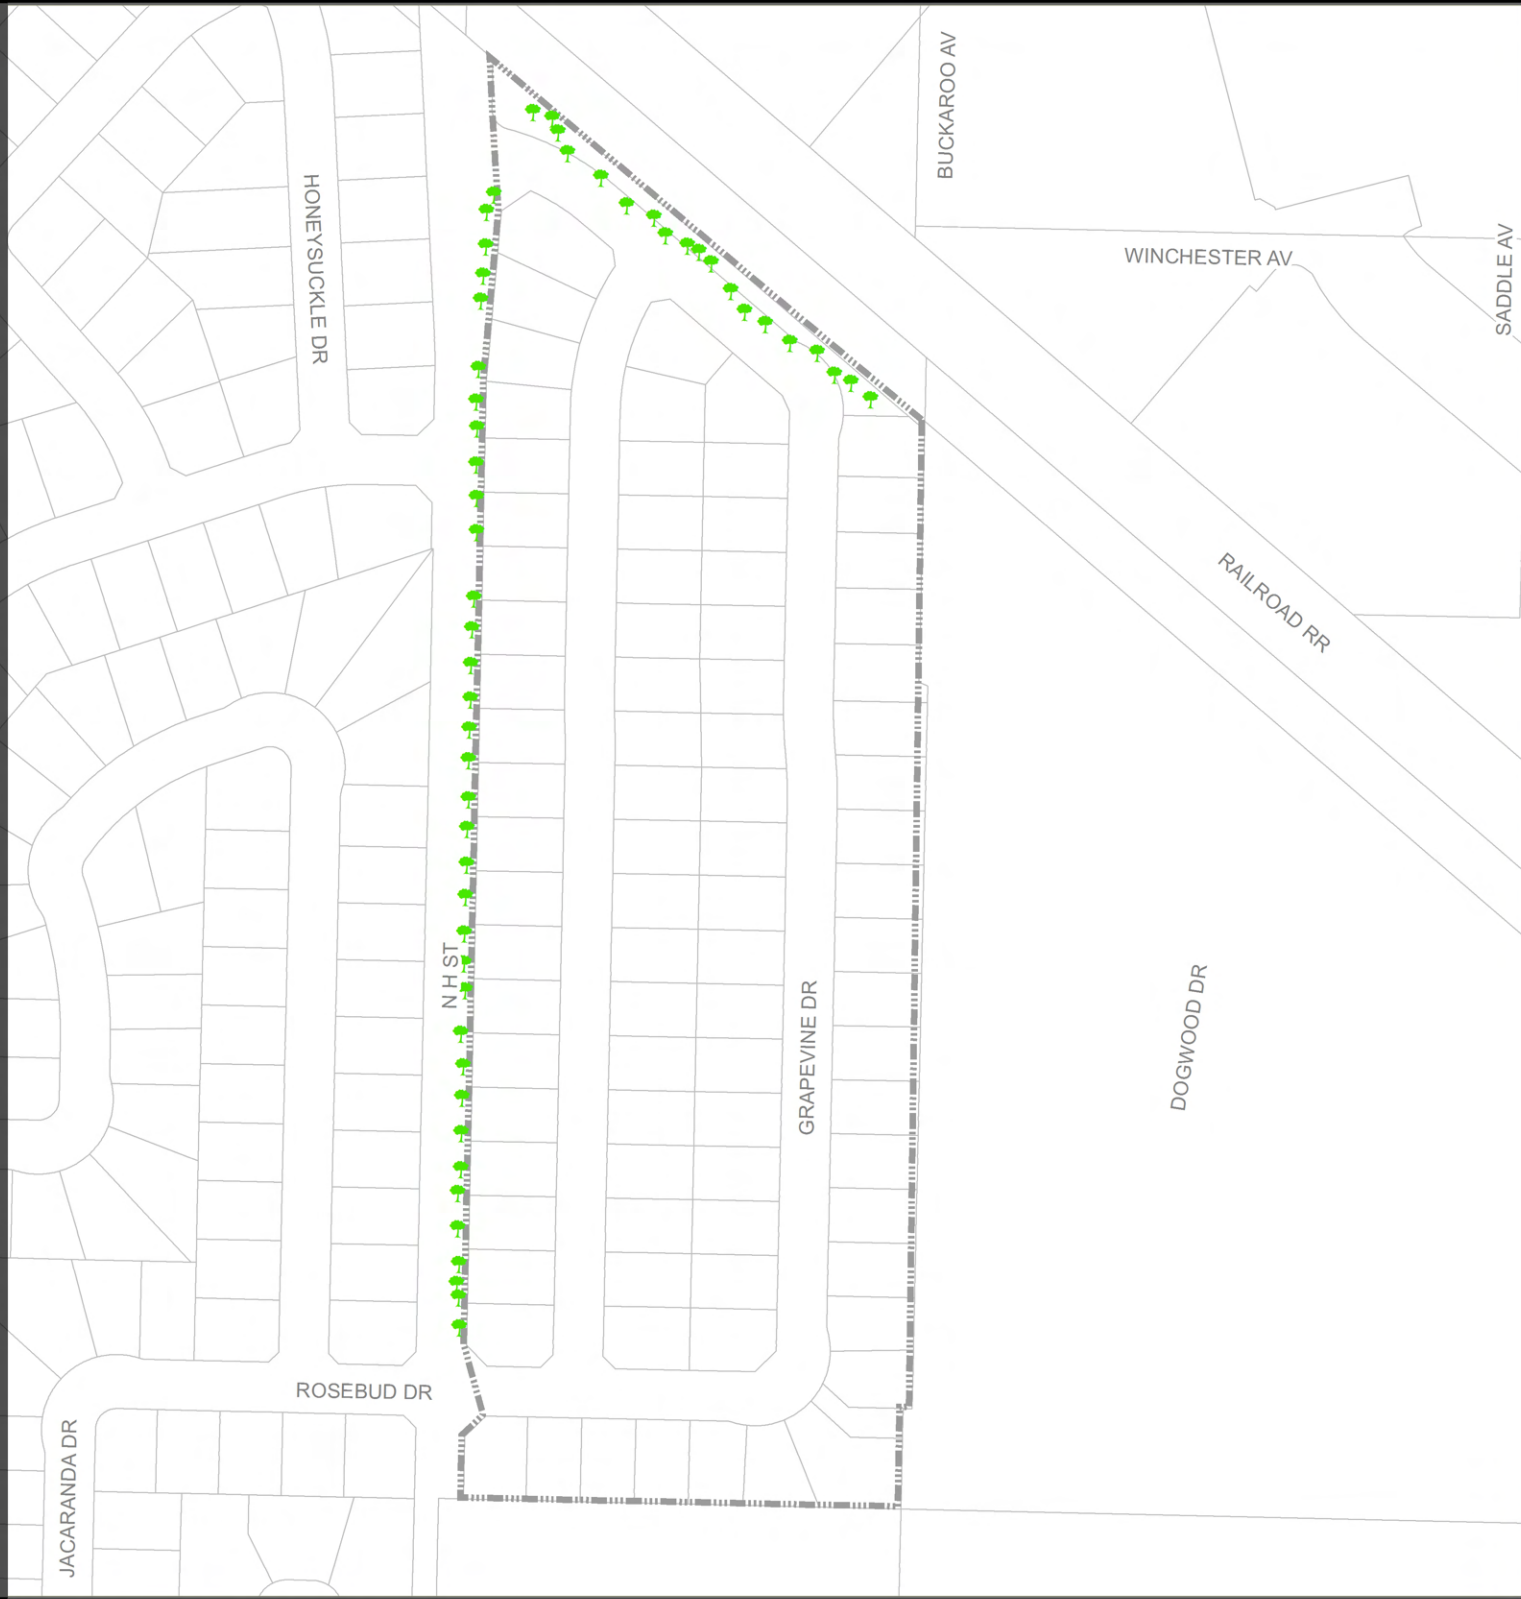 BUCKAROO AV
HONEYSUCKLE DR
WINCHESTER AV
SADDLE AV
RAILROAD RR
N H ST
GRAPEVINE DR
DOGWOOD DR
ROSEBUD DR
JACARANDA DR